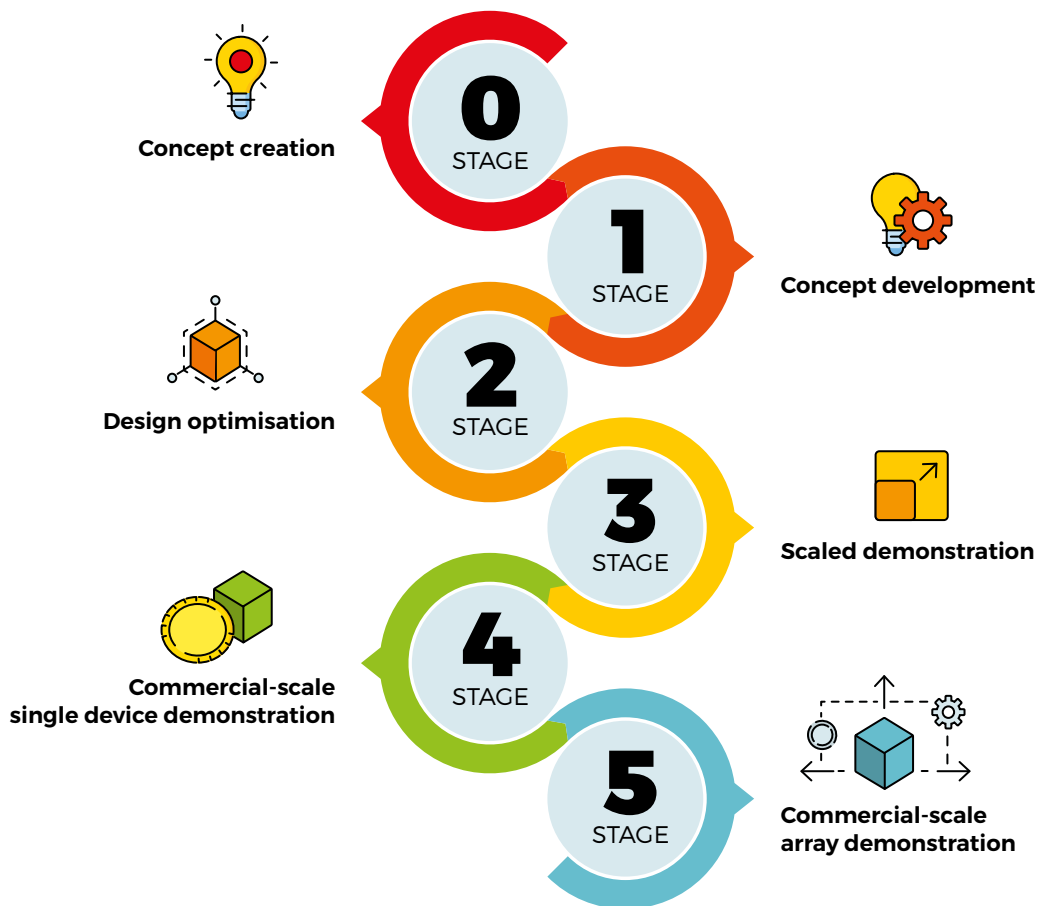 0
STAGE
Concept creation
1
STAGE
Concept development
2
STAGE
Design optimisation
3
STAGE
Scaled demonstration
4
STAGE
Commercial-scale
single device demonstration
5
STAGE
Commercial-scale
array demonstration